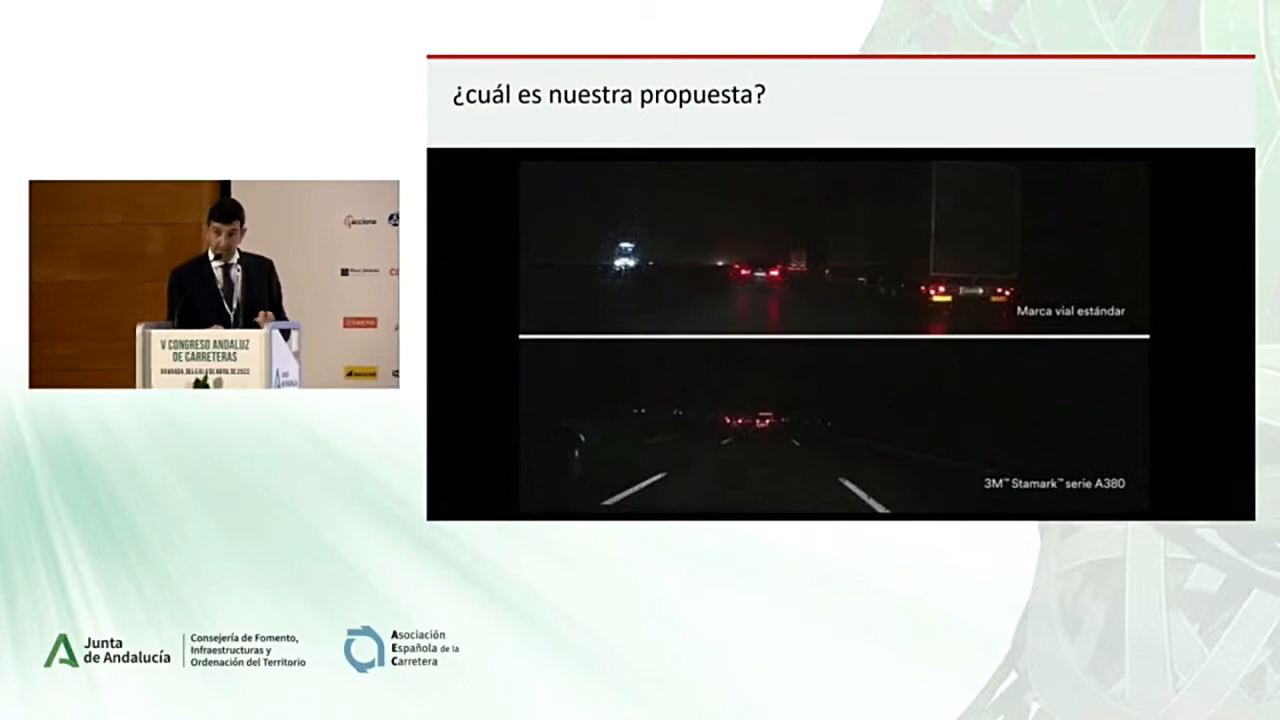 ¿cuál es nuestra propuesta?
acciona
V CONGRESO ANDALUZ
DE CARRETERAS
Marca vial estándar
3M™ Stamark™ serie A380
Junta
de Andalucía
Consejería de Fomento,
Infraestructuras y
Ordenación del Territorio
Asociación
Española de la
Carretera